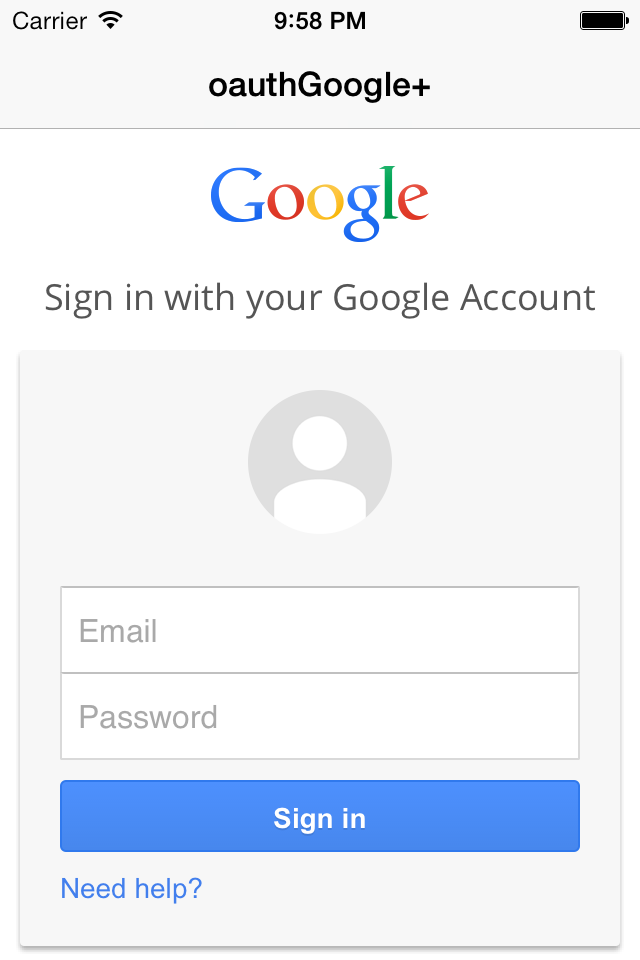 Carrier 9:58 PM
oauthGoogle+
Google
Sign in with your Google Account
Email
Password
Sign in
Need help?